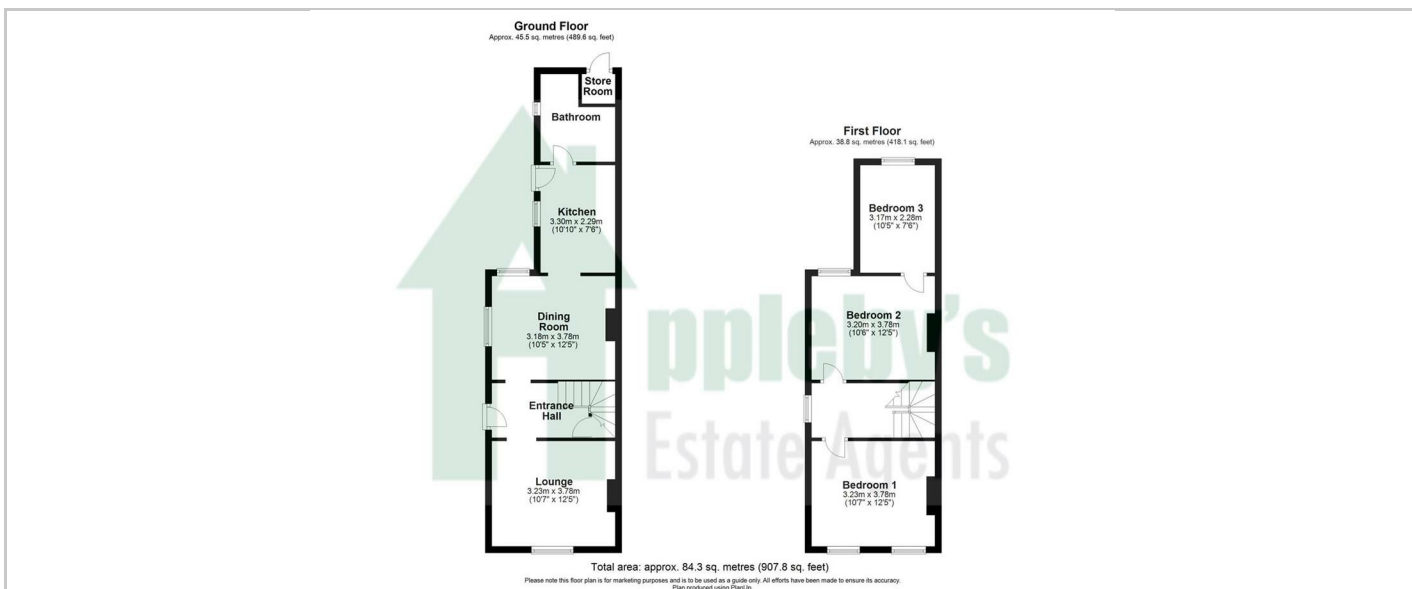 Ground Floor
Approx. 45.5 sq. metres (489.6 sq. feet)
Store
Room
Bathroom
Kitchen
3.30m x 2.29m
(10'10" x 7'6")
Dining
Room
3.18m x 3.78m
(10'5" x 12'5")
Entrance
Hall
Lounge
3.23m x 3.78m
(10'7" x 12'5")
First Floor
Approx. 38.8 sq. metres (418.1 sq. feet)
Bedroom 3
3.17m x 2.28m
(10'5" x 7'6")
Bedroom 2
3.20m x 3.78m
(10'6" x 12'5")
Bedroom 1
3.23m x 3.78m
(10'7" x 12'5")
Appleby's
Estate Agents
Total area: approx. 84.3 sq. metres (907.8 sq. feet)
Please note this floor plan is for marketing purposes and is to be used as a guide only. All efforts have been made to ensure its accuracy.
Plan produced using PlanUp.